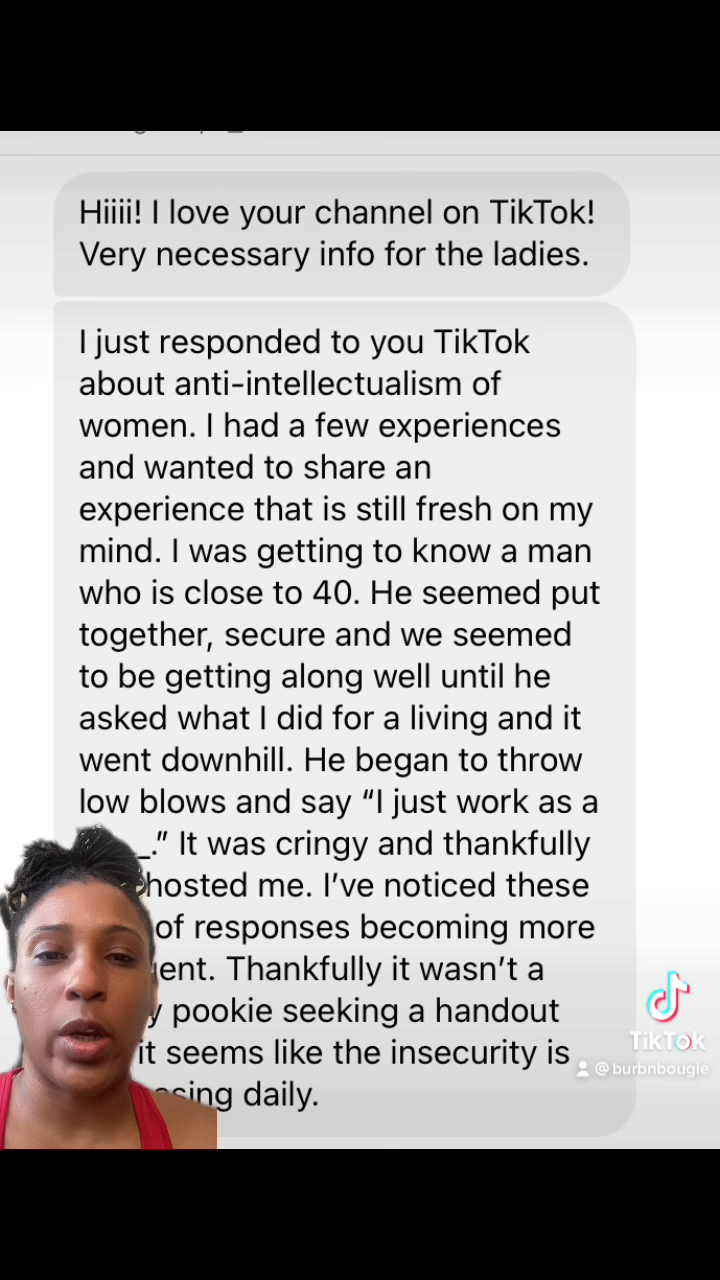 Hiiii! I love your channel on TikTok!
Very necessary info for the ladies.
I just responded to you TikTok
about anti-intellectualism of
women. I had a few experiences
and wanted to share an
experience that is still fresh on my
mind. I was getting to know a man
who is close to 40. He seemed put
together, secure and we seemed
to be getting along well until he
asked what I did for a living and it
went downhill. He began to throw
low blows and say “I just work as a
_.” It was cringy and thankfully
hosted me. I’ve noticed these
of responses becoming more
ent. Thankfully it wasn’t a
y pookie seeking a handout
it seems like the insecurity is
asing daily.
TikTok
@burbnbougie